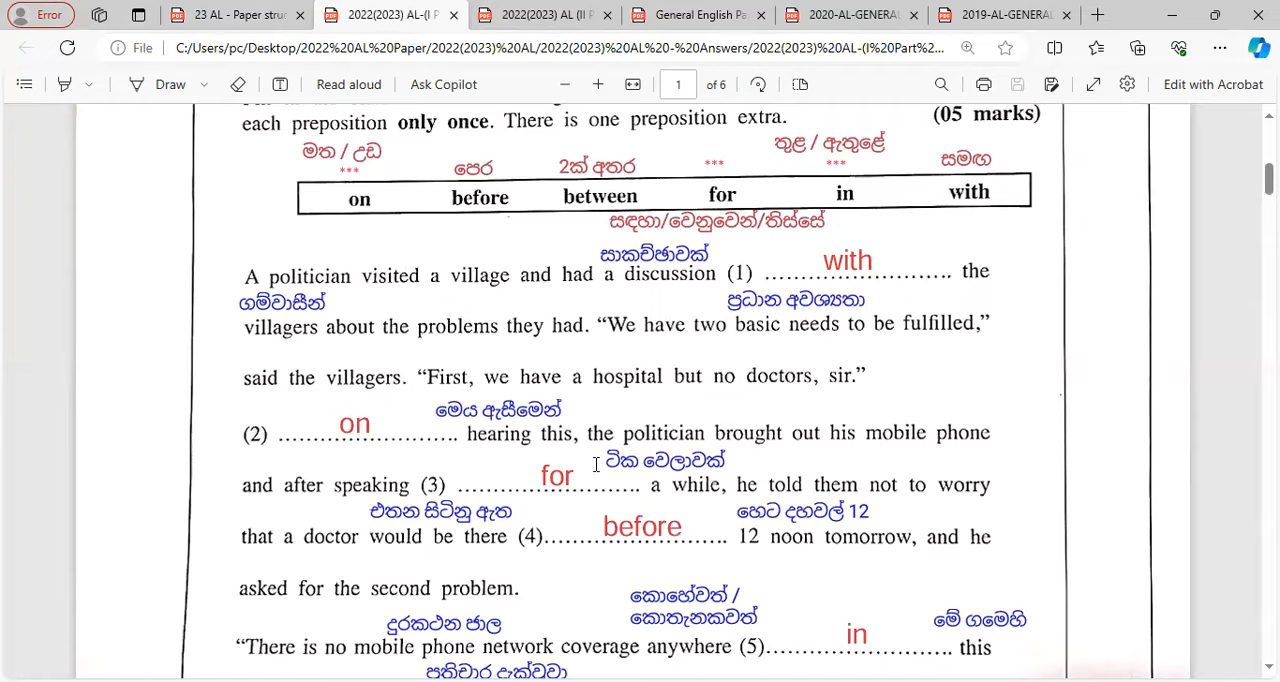 Error
23 AL - Paper struc
2022(2023) AL-(I P
2022(2023) AL (II P
General English Pa
2020-AL-GENERAL
2019-AL-GENERAL
File C:/Users/pc/Desktop/2022%20AL%20Paper/2022(2023)%20AL/2022(2023)%20AL%20-%20Answers/2022(2023)%20AL-(I%20Part%2...
Draw Read aloud Ask Copilot 1 of 6 Edit with Acrobat
each preposition only once. There is one preposition extra. (05 marks)
මත / උඩ පෙර 2ක් අතර *** තුළ / ඇතුළේ සමඟ
*** ***
on before between for in with
සඳහා/වෙනුවෙන්/තිස්සේ
සාකච්ඡාවක් with
A politician visited a village and had a discussion (1) ................................ the
ගම්වාසීන් ප්‍රධාන අවශ්‍යතා
villagers about the problems they had. “We have two basic needs to be fulfilled,”
said the villagers. “First, we have a hospital but no doctors, sir.”
on මෙය ඇසීමෙන්
(2) ................................ hearing this, the politician brought out his mobile phone
for ටික වෙලාවක්
and after speaking (3) ................................ a while, he told them not to worry
එතන සිටිනු ඇත before හෙට දහවල් 12
that a doctor would be there (4)................................ 12 noon tomorrow, and he
asked for the second problem.
කොහේවත් /
දුරකථන ජාල කොතැනකවත් in මේ ගමෙහි
“There is no mobile phone network coverage anywhere (5)................................ this
පතිචාර දැක්වවා